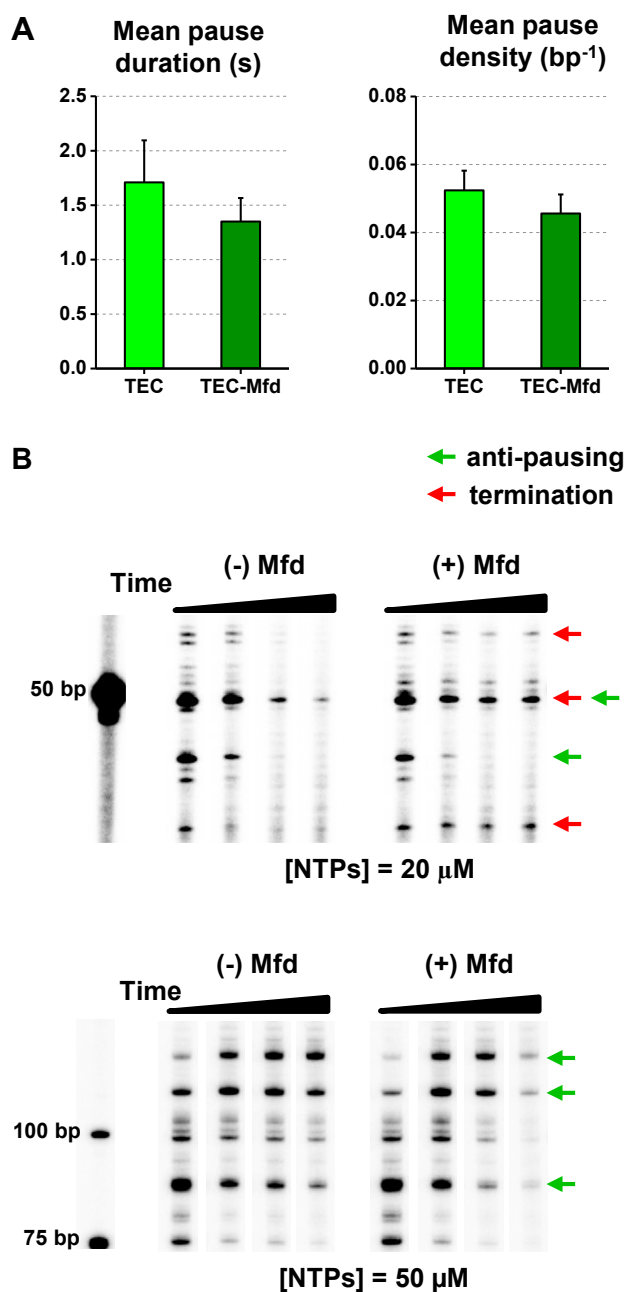 A
Mean pause
duration (s)
Mean pause
density (bp-1)
2.5
2.0
1.5
1.0
0.5
0.0
TEC
TEC-Mfd
0.08
0.06
0.04
0.02
0.00
TEC
TEC-Mfd
B
anti-pausing
termination
Time
(-) Mfd
(+) Mfd
50 bp
[NTPs] = 20 μM
Time
(-) Mfd
(+) Mfd
100 bp
75 bp
[NTPs] = 50 µM